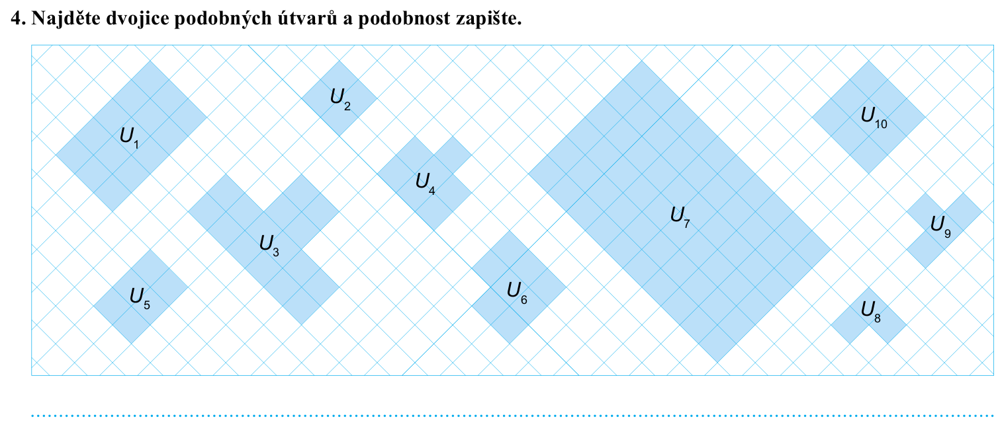 4. Najděte dvojice podobných útvarů a podobnost zapište.
U₂
U₁₀
U₁
U₄
U₇
U₉
U₃
U₆
U₅
U₈